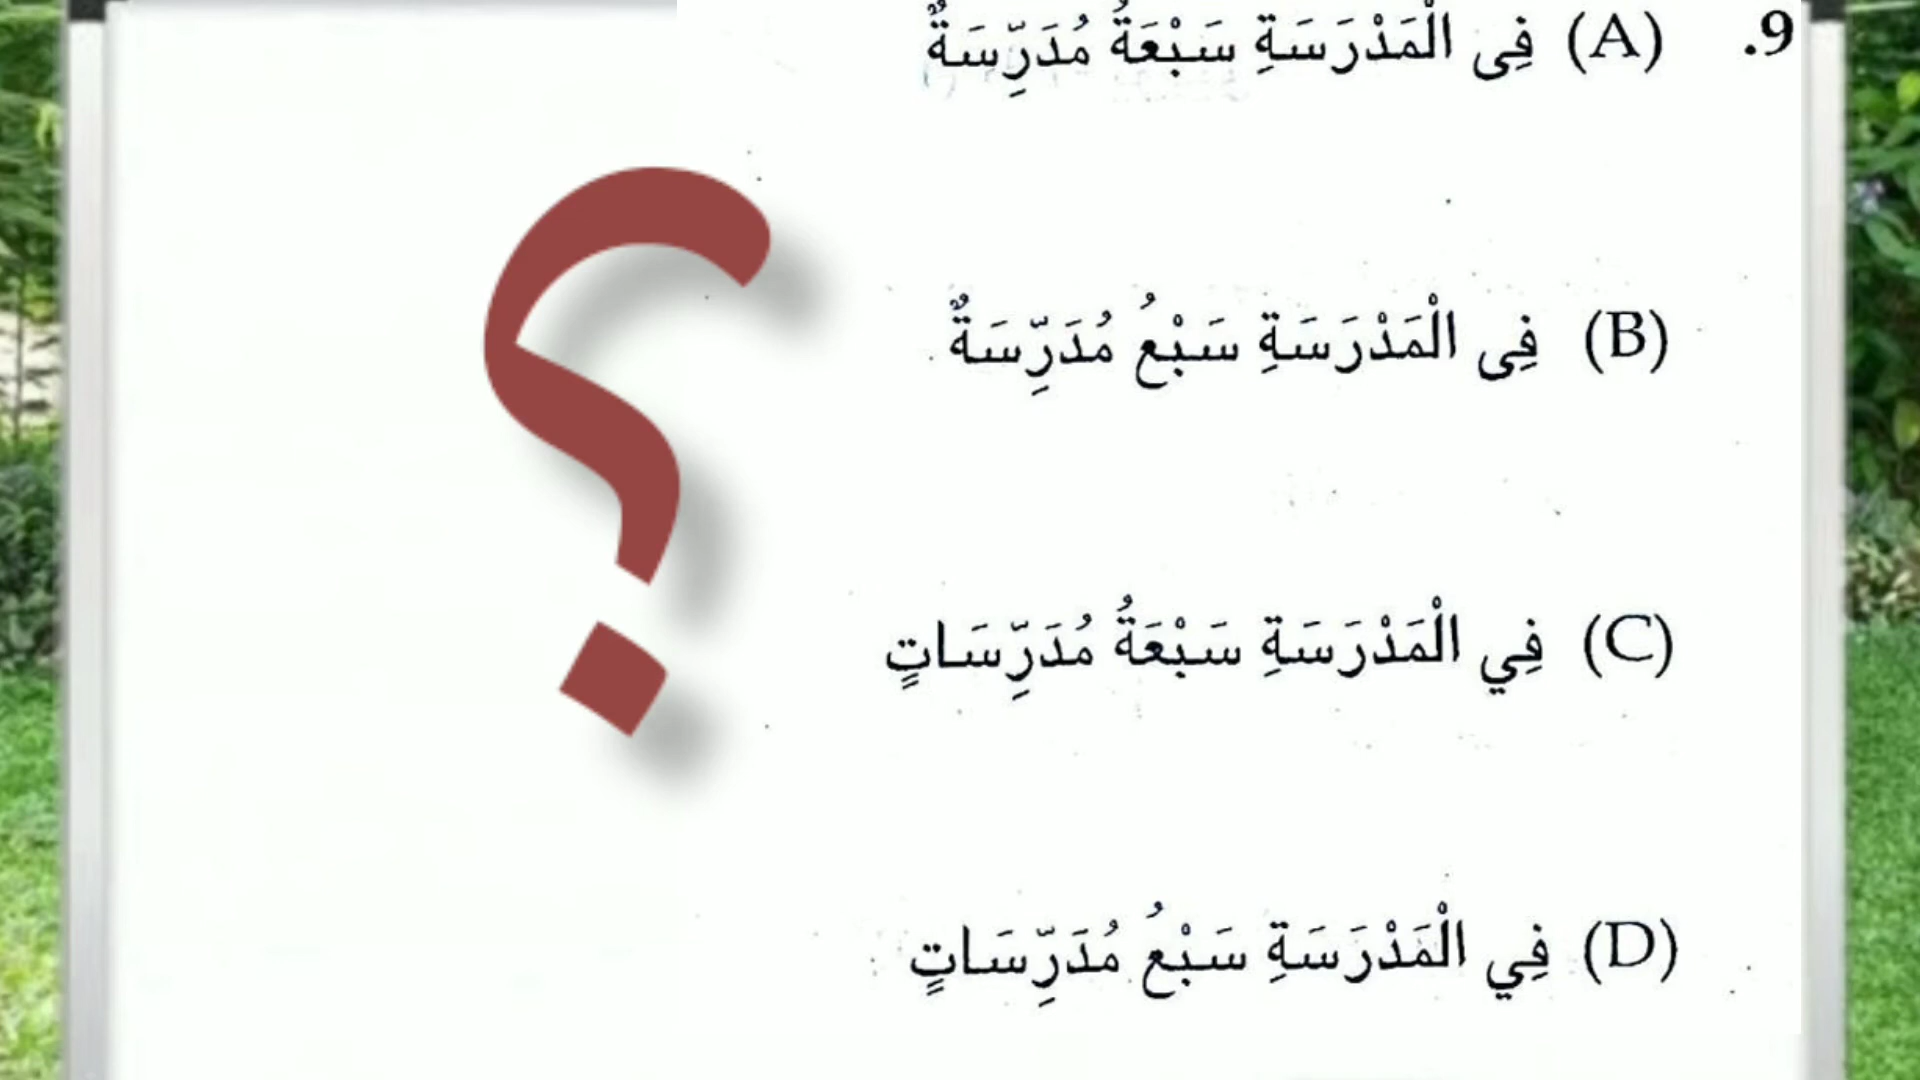 9. (A) فِى الْمَدْرَسَةِ سَبْعَةُ مُدَرِّسَةٌ
(B) فِى الْمَدْرَسَةِ سَبْعُ مُدَرِّسَةٌ
؟
(C) فِي الْمَدْرَسَةِ سَبْعَةُ مُدَرِّسَاتٍ
(D) فِي الْمَدْرَسَةِ سَبْعُ مُدَرِّسَاتٍ